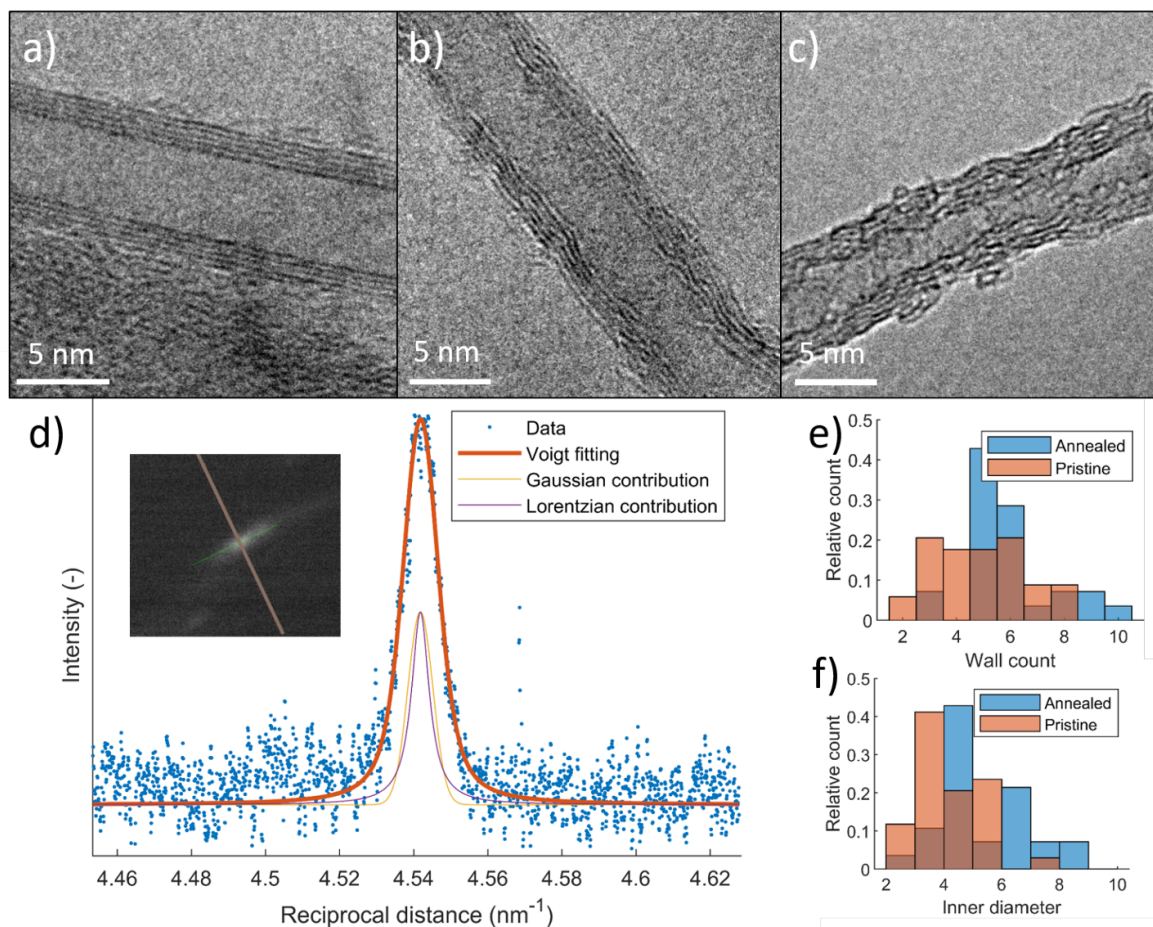 a)
b)
c)
5 nm
5 nm
5 nm
d)
Data
Voigt fitting
Gaussian contribution
Lorentzian contribution
Intensity (-)
4.46 4.48 4.5 4.52 4.54 4.56 4.58 4.6 4.62
Reciprocal distance (nm⁻¹)
e)
Annealed
Pristine
Relative count
0.5
0.4
0.3
0.2
0.1
0
2 4 6 8 10
Wall count
f)
Annealed
Pristine
Relative count
0.5
0.4
0.3
0.2
0.1
0
2 4 6 8 10
Inner diameter